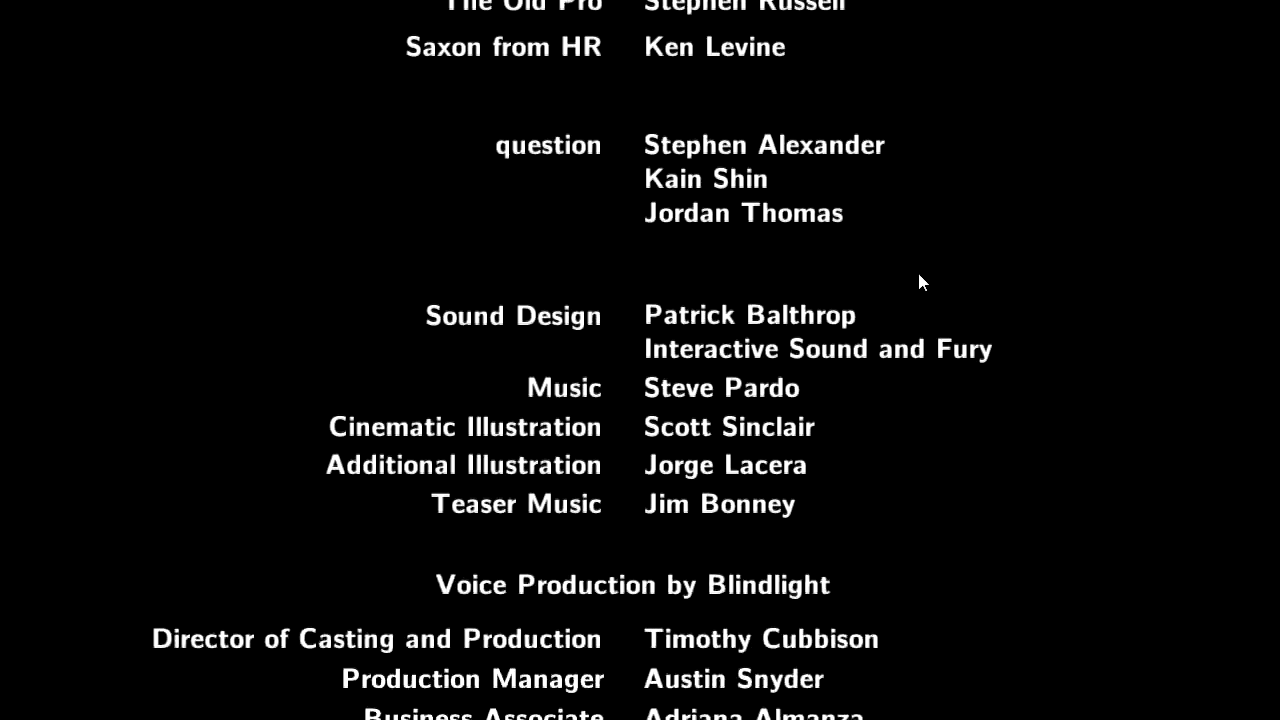 The Old Pro Stephen Russell
Saxon from HR Ken Levine
question Stephen Alexander
Kain Shin
Jordan Thomas
Sound Design Patrick Balthrop
Interactive Sound and Fury
Music Steve Pardo
Cinematic Illustration Scott Sinclair
Additional Illustration Jorge Lacera
Teaser Music Jim Bonney
Voice Production by Blindlight
Director of Casting and Production Timothy Cubbison
Production Manager Austin Snyder
Business Associate Adriana Almanza